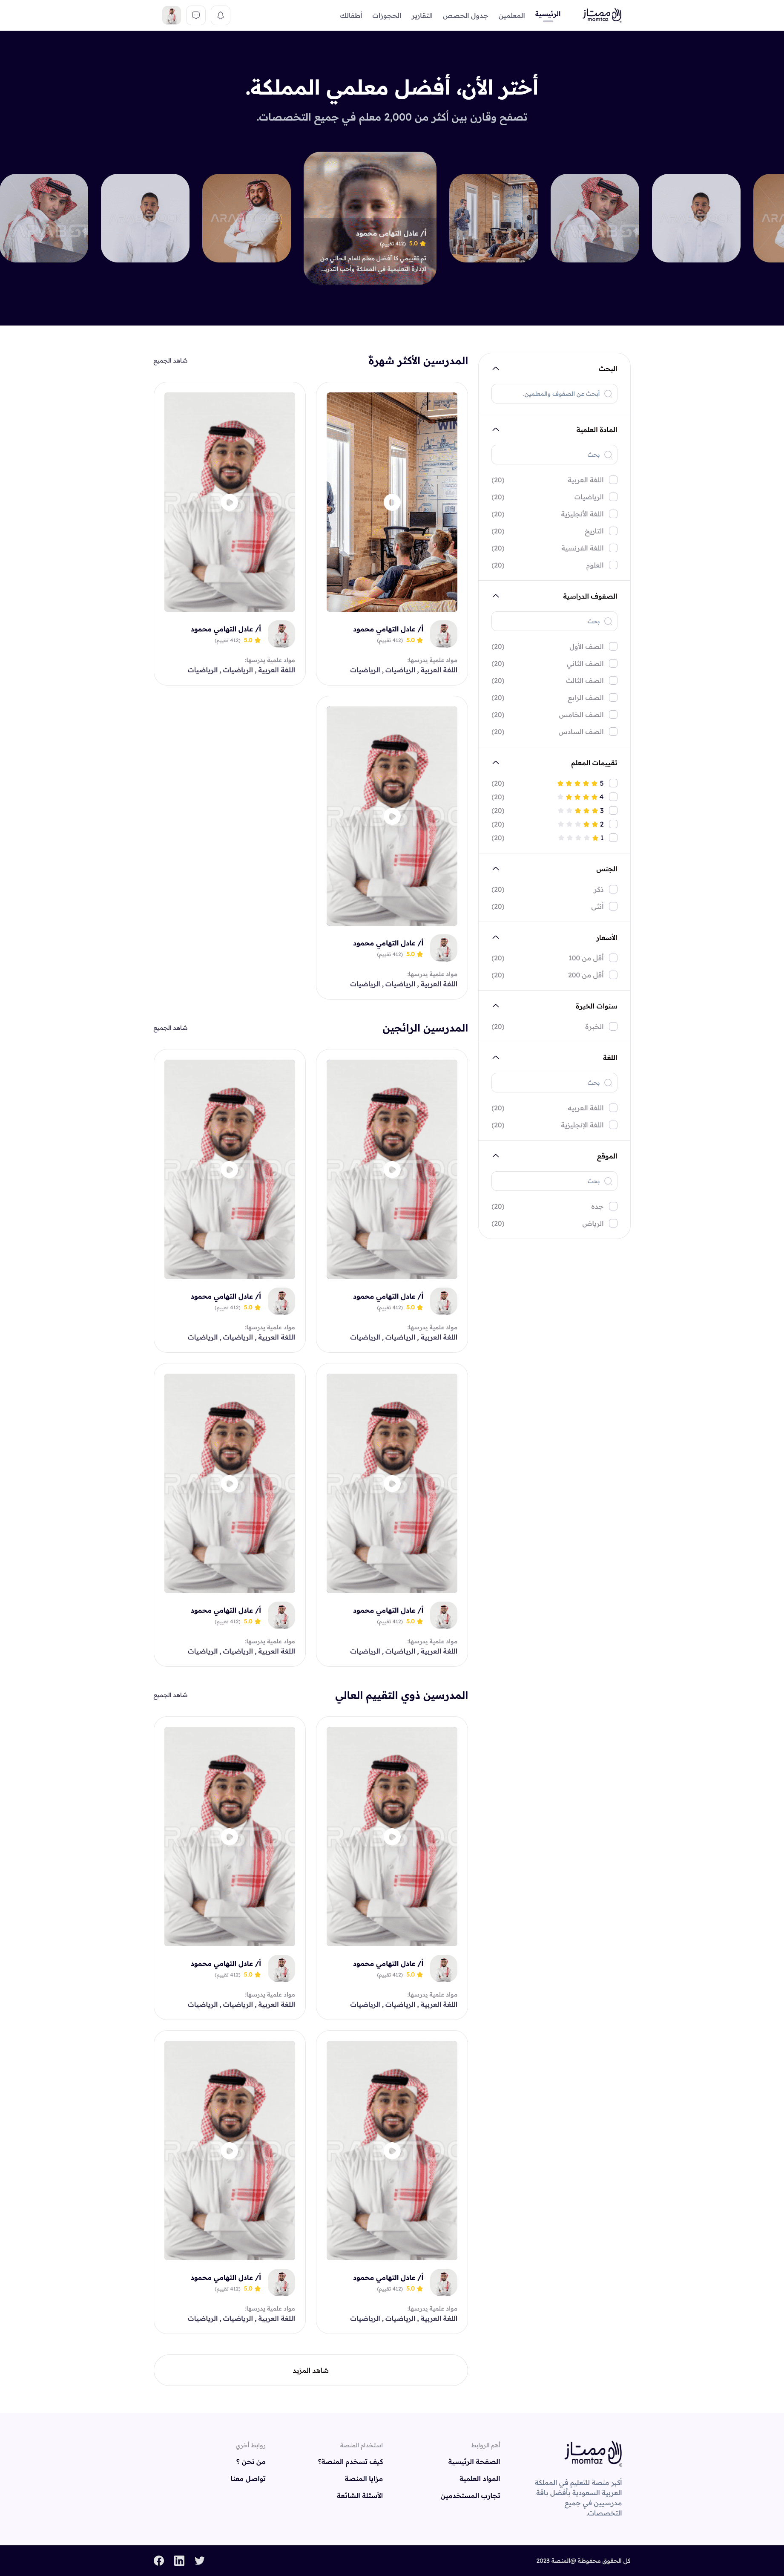 ممتاز
momtaz
الرئيسية
المعلمين
جدول الحصص
التقارير
الحجوزات
أطفالك
أختر الأن، أفضل معلمي المملكة.
تصفح وقارن بين أكثر من 2,000 معلم في جميع التخصصات.
أ/ عادل التهامي محمود
5.0 (412 تقييم)
تم تقييمي كا أفضل معلم للعام الحالي من
الإدارة التعليمية في المملكة وأحب التدريـ...
البحث
أبحث عن الصفوف والمعلمين.
المادة العلمية
بحث
اللغة العربية (20)
الرياضيات (20)
اللغة الأنجليزية (20)
التاريخ (20)
اللغة الفرنسية (20)
العلوم (20)
الصفوف الدراسية
بحث
الصف الأول (20)
الصف الثاني (20)
الصف الثالث (20)
الصف الرابع (20)
الصف الخامس (20)
الصف السادس (20)
تقييمات المعلم
5 (20)
4 (20)
3 (20)
2 (20)
1 (20)
الجنس
ذكر (20)
أنثى (20)
الأسعار
أقل من 100 (20)
أقل من 200 (20)
سنوات الخبرة
الخبرة (20)
اللغة
بحث
اللغة العربيه (20)
اللغة الإنجليزية (20)
الموقع
بحث
جده (20)
الرياض (20)
المدرسين الأكثر شهرةً
شاهد الجميع
أ/ عادل التهامي محمود
5.0 (412 تقييم)
مواد علمية يدرسها:
اللغة العربية , الرياضيات , الرياضيات
أ/ عادل التهامي محمود
5.0 (412 تقييم)
مواد علمية يدرسها:
اللغة العربية , الرياضيات , الرياضيات
أ/ عادل التهامي محمود
5.0 (412 تقييم)
مواد علمية يدرسها:
اللغة العربية , الرياضيات , الرياضيات
المدرسين الرائجين
شاهد الجميع
أ/ عادل التهامي محمود
5.0 (412 تقييم)
مواد علمية يدرسها:
اللغة العربية , الرياضيات , الرياضيات
أ/ عادل التهامي محمود
5.0 (412 تقييم)
مواد علمية يدرسها:
اللغة العربية , الرياضيات , الرياضيات
أ/ عادل التهامي محمود
5.0 (412 تقييم)
مواد علمية يدرسها:
اللغة العربية , الرياضيات , الرياضيات
أ/ عادل التهامي محمود
5.0 (412 تقييم)
مواد علمية يدرسها:
اللغة العربية , الرياضيات , الرياضيات
المدرسين ذوي التقييم العالي
شاهد الجميع
أ/ عادل التهامي محمود
5.0 (412 تقييم)
مواد علمية يدرسها:
اللغة العربية , الرياضيات , الرياضيات
أ/ عادل التهامي محمود
5.0 (412 تقييم)
مواد علمية يدرسها:
اللغة العربية , الرياضيات , الرياضيات
أ/ عادل التهامي محمود
5.0 (412 تقييم)
مواد علمية يدرسها:
اللغة العربية , الرياضيات , الرياضيات
أ/ عادل التهامي محمود
5.0 (412 تقييم)
مواد علمية يدرسها:
اللغة العربية , الرياضيات , الرياضيات
شاهد المزيد
ممتاز
momtaz
أكبر منصة للتعليم في المملكة
العربية السعودية بأفضل باقة
مدرسيين في جميع
التخصصات.
أهم الروابط
الصفحة الرئيسية
المواد العلمية
تجارب المستخدمين
استخدام المنصة
كيف تسخدم المنصة؟
مزايا المنصة
الأسئلة الشائعة
روابط أخري
من نحن ؟
تواصل معنا
كل الحقوق محفوظة @المنصة 2023